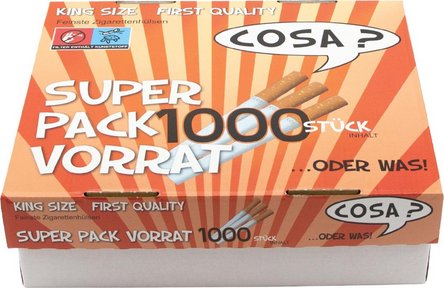 KING SIZE FIRST QUALITY
Feinste Zigarettenhülsen
COSA?
FILTER ENTHÄLT KUNSTSTOFF
SUPER
PACK 1000 STÜCK
INHALT
VORRAT
...ODER WAS!
KING SIZE FIRST QUALITY
Feinste Zigarettenhülsen
COSA?
SUPER PACK VORRAT 1000 STÜCK
INHALT
...ODER WAS!